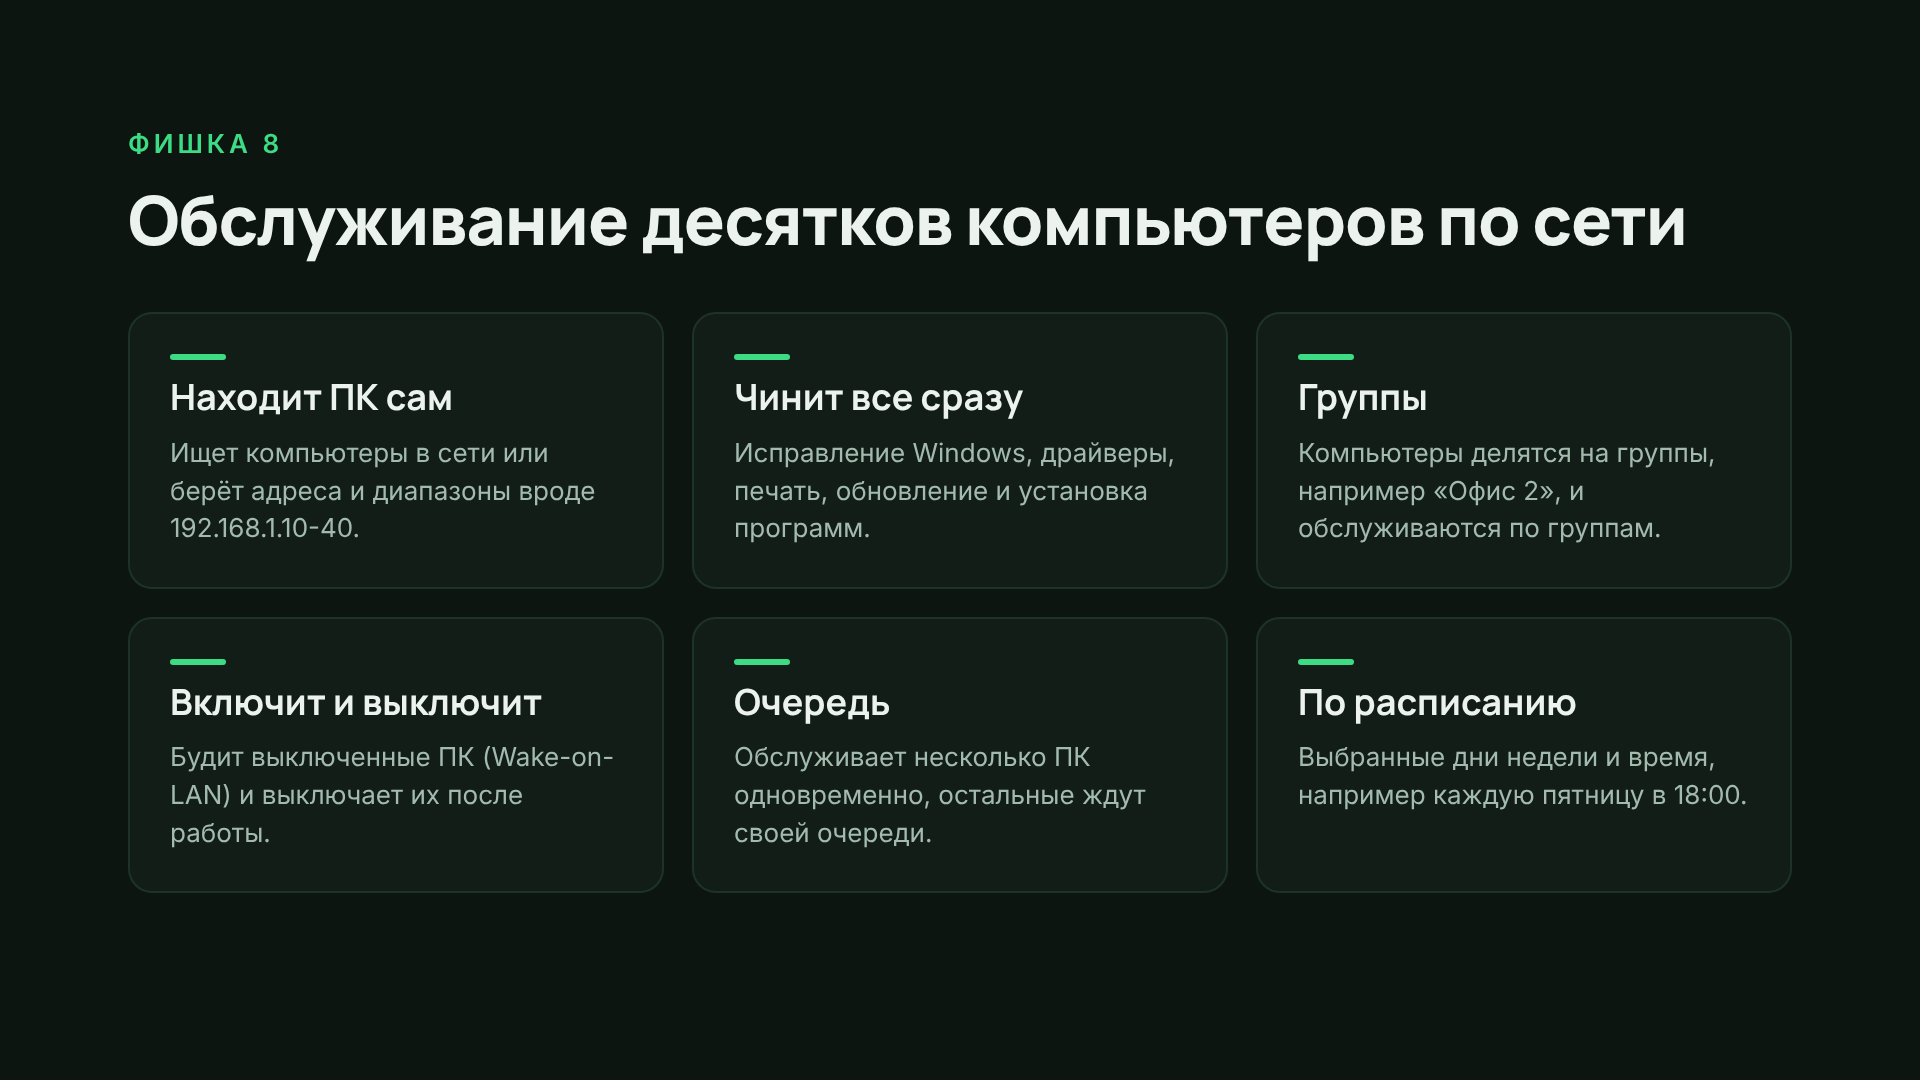 ФИШКА 8
Обслуживание десятков компьютеров по сети
Находит ПК сам
Ищет компьютеры в сети или
берёт адреса и диапазоны вроде
192.168.1.10-40.
Чинит все сразу
Исправление Windows, драйверы,
печать, обновление и установка
программ.
Группы
Компьютеры делятся на группы,
например «Офис 2», и
обслуживаются по группам.
Включит и выключит
Будит выключенные ПК (Wake-on-
LAN) и выключает их после
работы.
Очередь
Обслуживает несколько ПК
одновременно, остальные ждут
своей очереди.
По расписанию
Выбранные дни недели и время,
например каждую пятницу в 18:00.